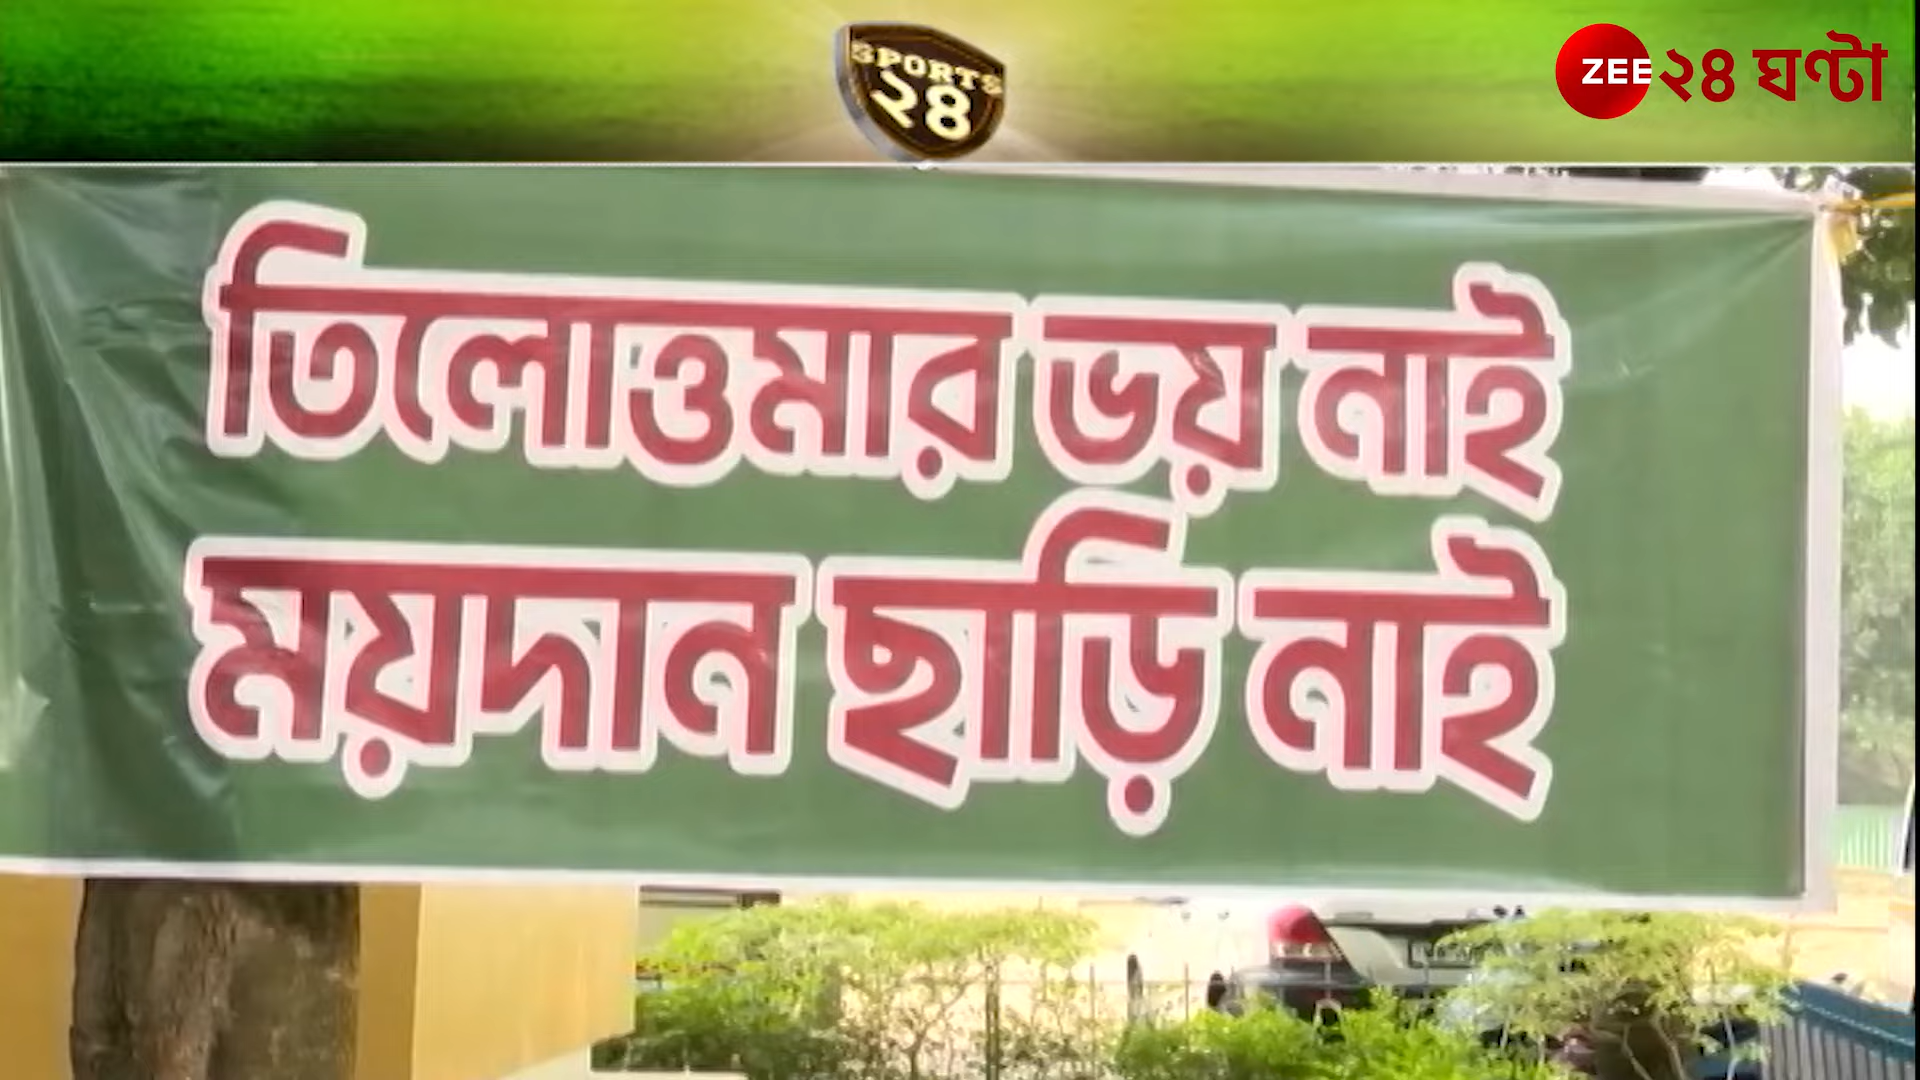 SPORTS
২৪
ZEE ২৪ ঘণ্টা
তিলোত্তমার ভয় নাই
ময়দান ছাড়ি নাই